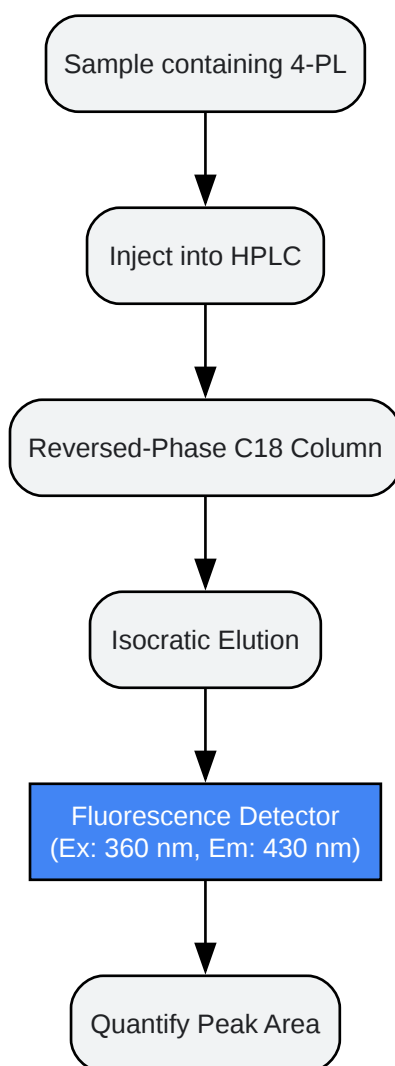 Sample containing 4-PL
Inject into HPLC
Reversed-Phase C18 Column
Isocratic Elution
Fluorescence Detector
(Ex: 360 nm, Em: 430 nm)
Quantify Peak Area